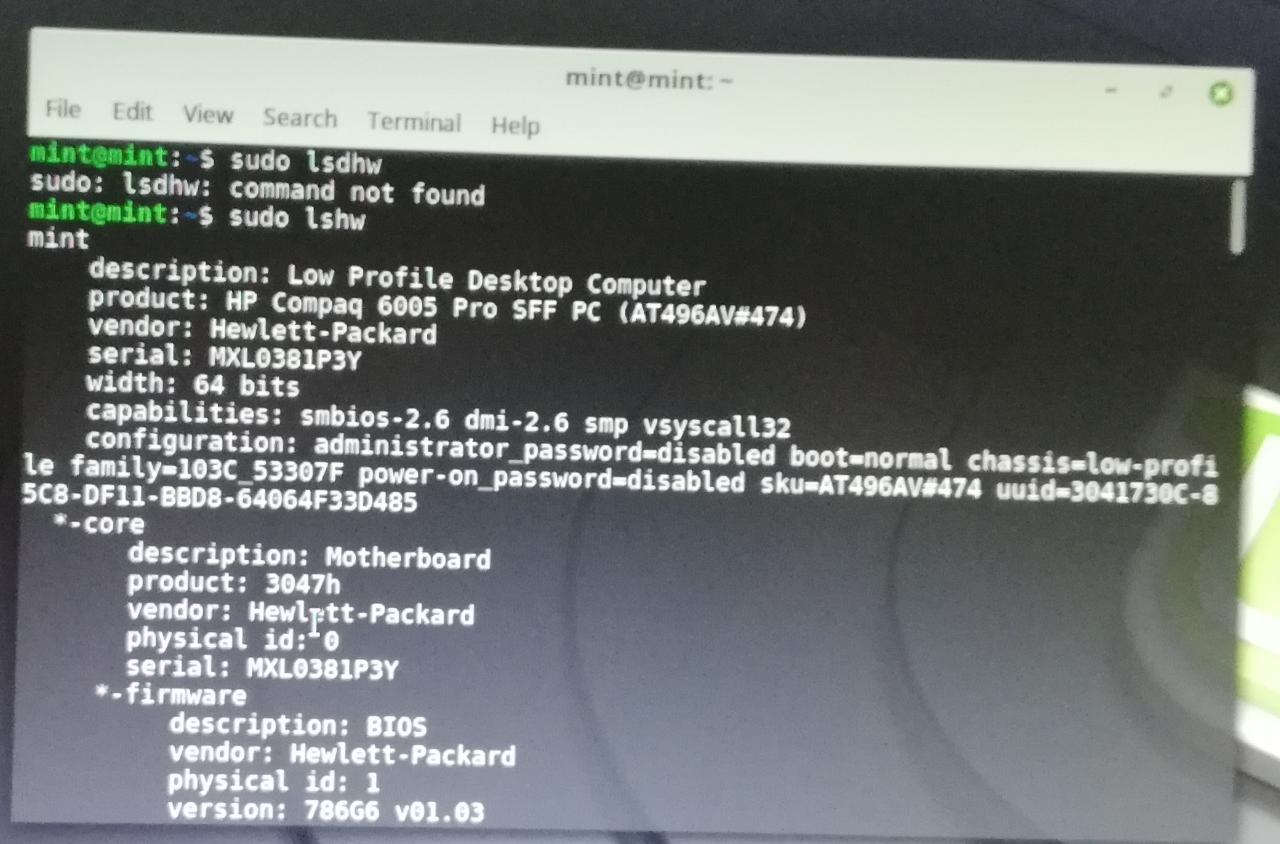 mint@mint: ~
File Edit View Search Terminal Help
mint@mint:~$ sudo lsdhw
sudo: lsdhw: command not found
mint@mint:~$ sudo lshw
mint
description: Low Profile Desktop Computer
product: HP Compaq 6005 Pro SFF PC (AT496AV#474)
vendor: Hewlett-Packard
serial: MXL0381P3Y
width: 64 bits
capabilities: smbios-2.6 dmi-2.6 smp vsyscall32
configuration: administrator_password=disabled boot=normal chassis=low-profi
le family=103C_53307F power-on_password=disabled sku=AT496AV#474 uuid=3041730C-8
5C8-DF11-BBD8-64064F33D485
*-core
description: Motherboard
product: 3047h
vendor: Hewlett-Packard
physical id: 0
serial: MXL0381P3Y
*-firmware
description: BIOS
vendor: Hewlett-Packard
physical id: 1
version: 786G6 v01.03